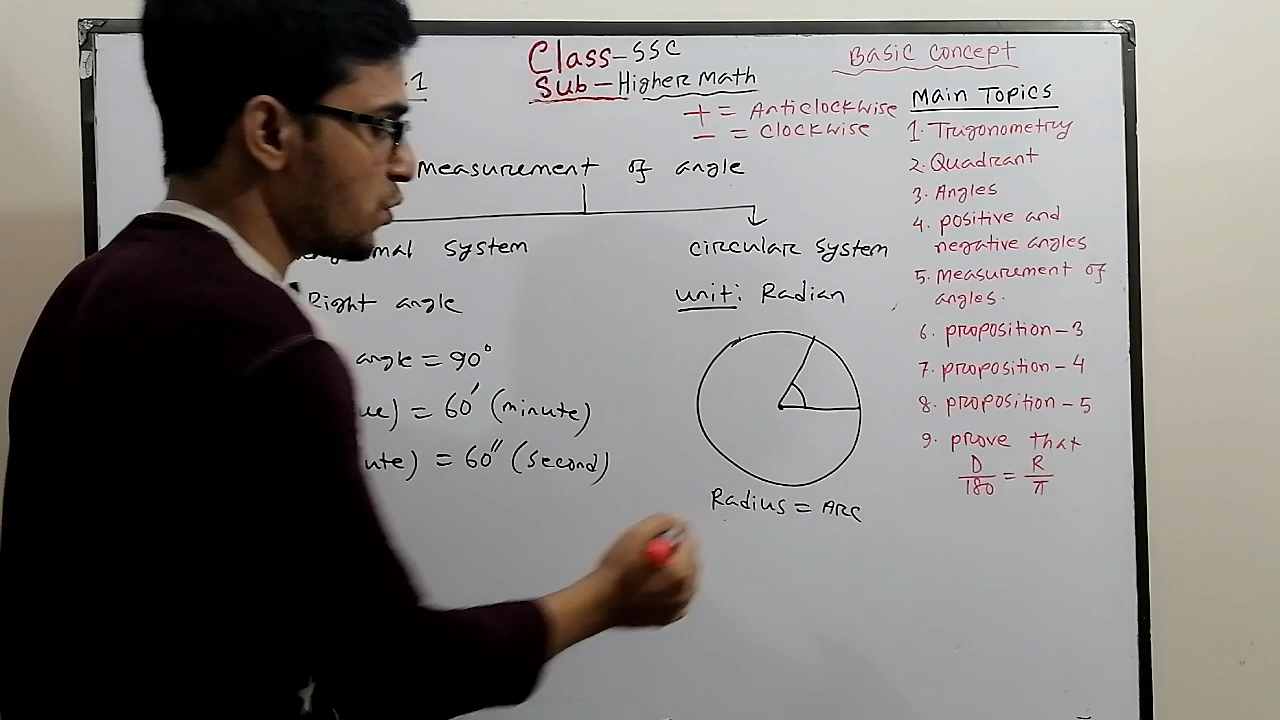 Class-SSC
Sub-Higher Math
.1
+ = Anticlockwise
- = Clockwise
measurement of angle
system
Right angle
angle = 90°
= 60′ (minute)
= 60″ (second)
circular system
unit: Radian
Radius = Arc
Basic concept
Main Topics
1. Trigonometry
2. Quadrant
3. Angles
4. positive and
negative angles
5. measurement of
angles.
6. proposition-3
7. proposition-4
8. proposition-5
9. prove that
D/180 = R/π